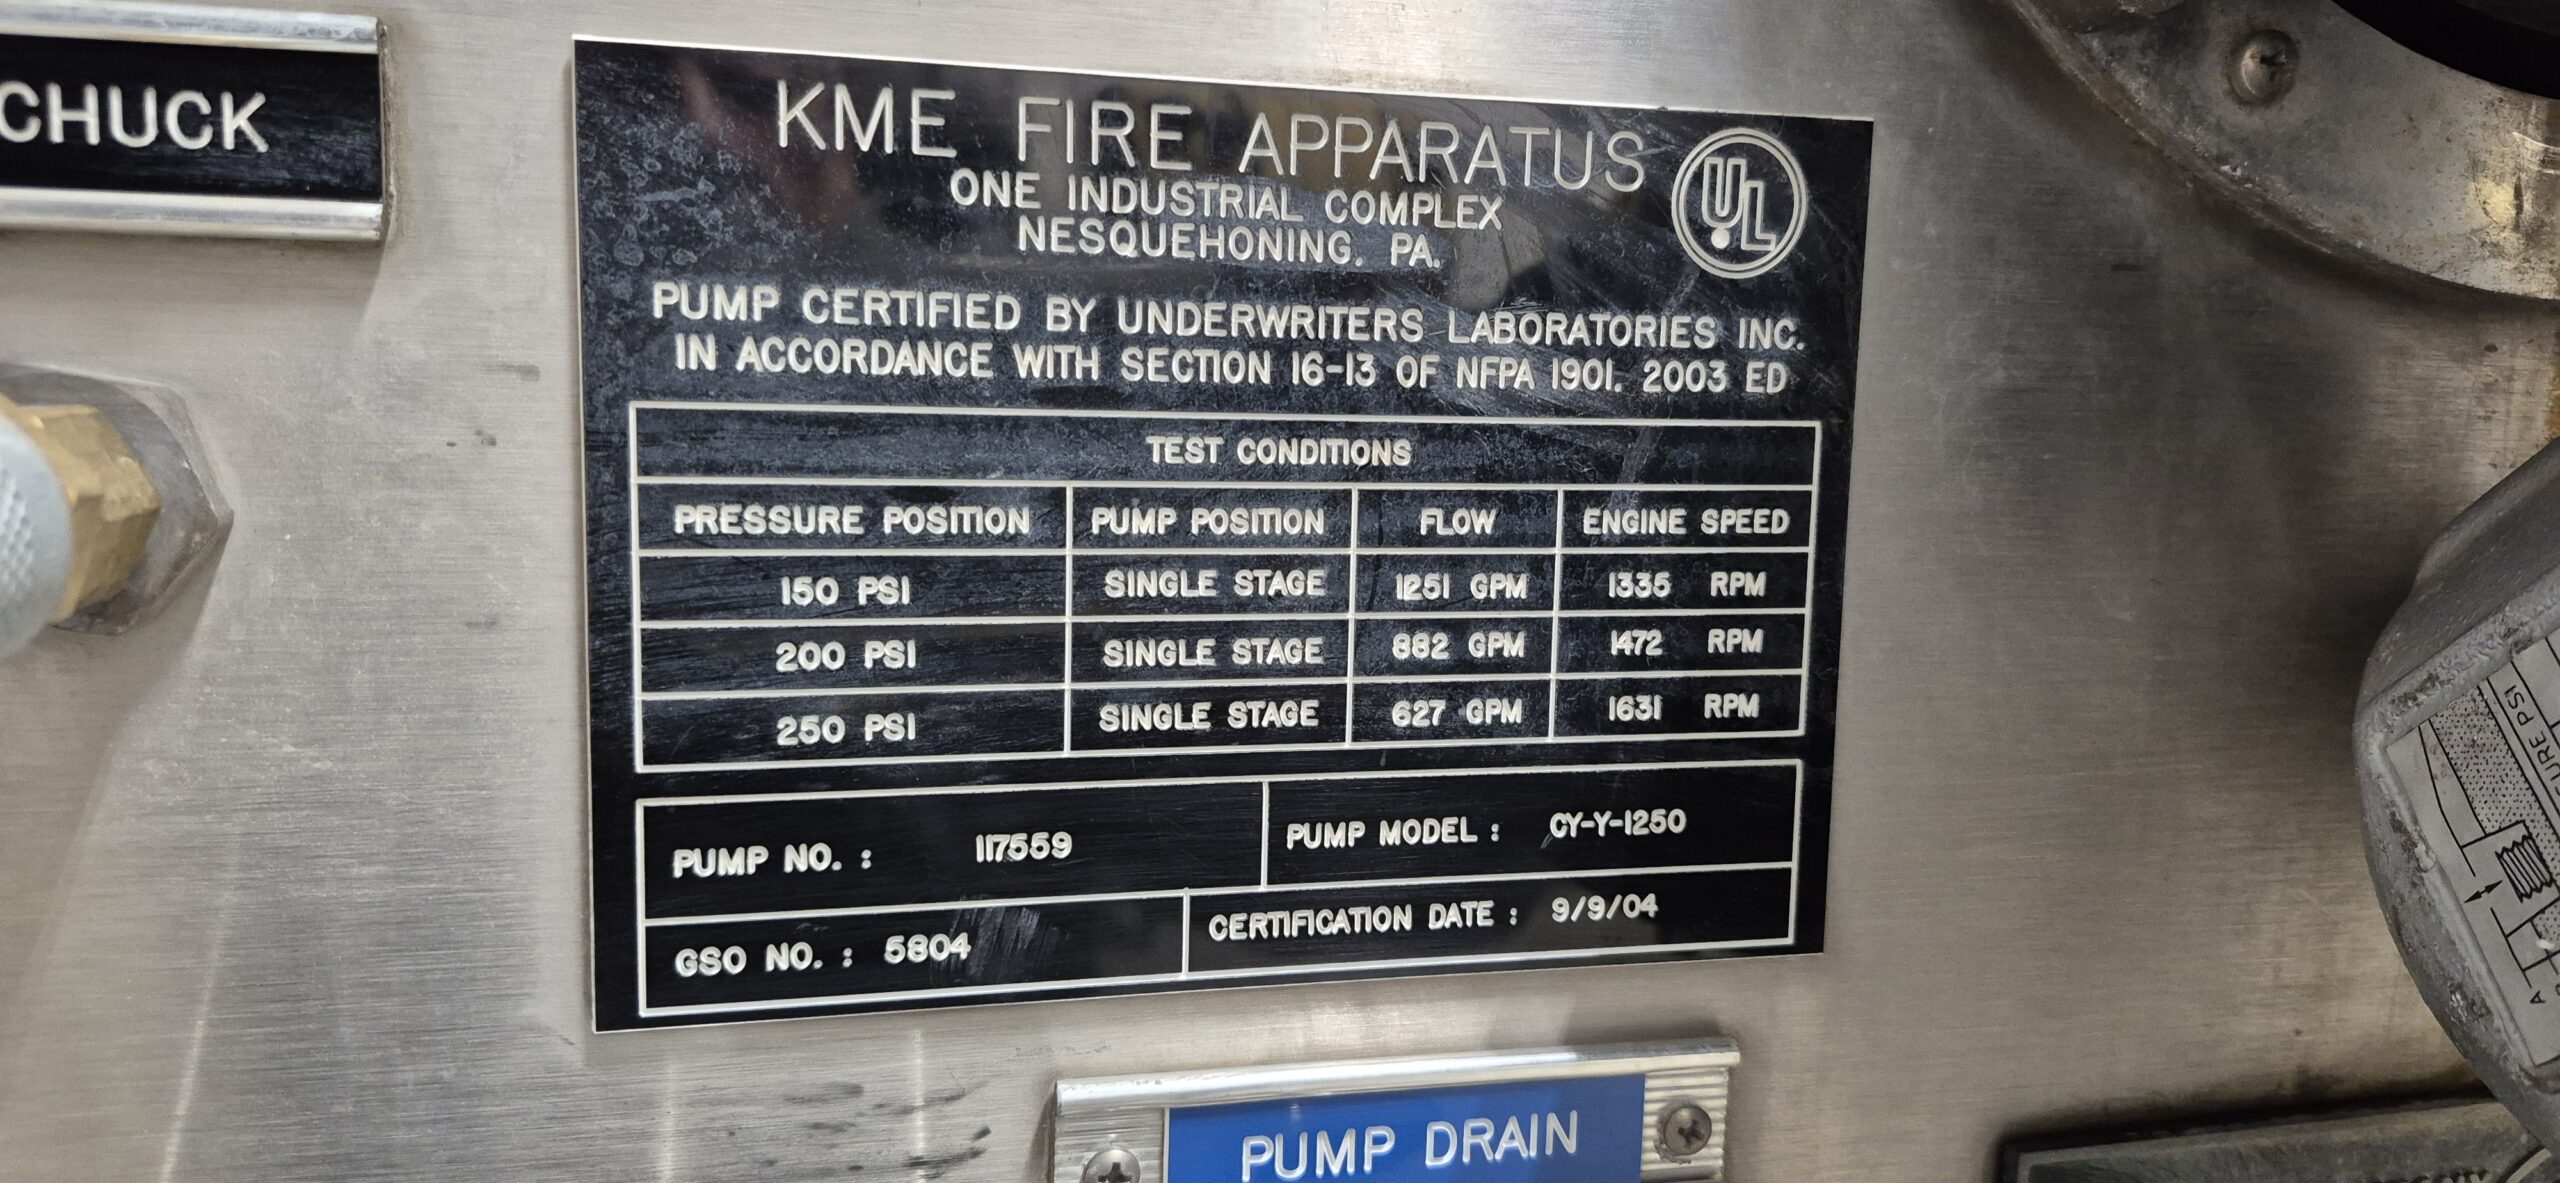 CHUCK
KME FIRE APPARATUS
UL
ONE INDUSTRIAL COMPLEX
NESQUEHONING, PA.
PUMP CERTIFIED BY UNDERWRITERS LABORATORIES INC.
IN ACCORDANCE WITH SECTION 16-13 OF NFPA 1901, 2003 ED
TEST CONDITIONS
PRESSURE POSITION PUMP POSITION FLOW ENGINE SPEED
150 PSI SINGLE STAGE 1251 GPM 1335 RPM
200 PSI SINGLE STAGE 882 GPM 1472 RPM
250 PSI SINGLE STAGE 627 GPM 1631 RPM
PUMP NO. : 117559 PUMP MODEL : CY-Y-1250
GSO NO. : 5804 CERTIFICATION DATE : 9/9/04
PUMP DRAIN
URE PSI